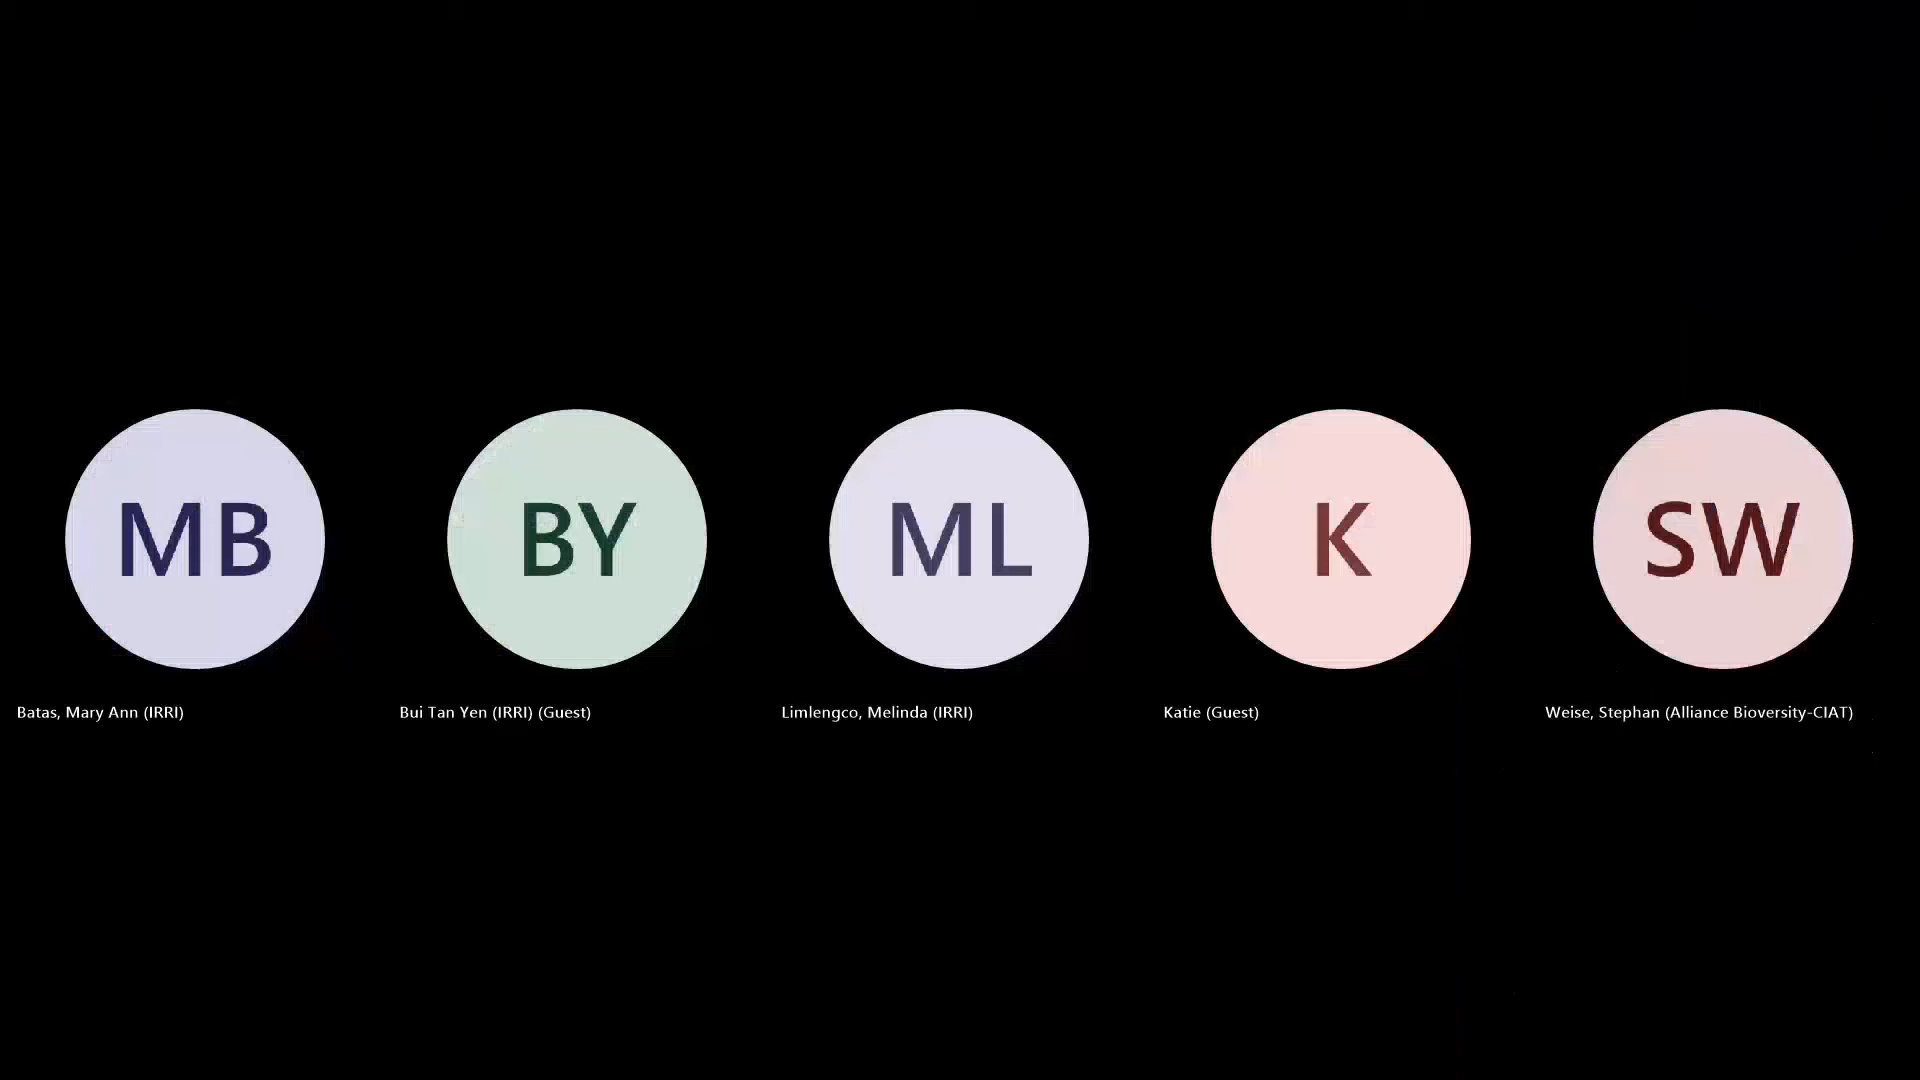 MB
BY
ML
K
SW
Batas, Mary Ann (IRRI)
Bui Tan Yen (IRRI) (Guest)
Limlengco, Melinda (IRRI)
Katie (Guest)
Weise, Stephan (Alliance Bioversity-CIAT)